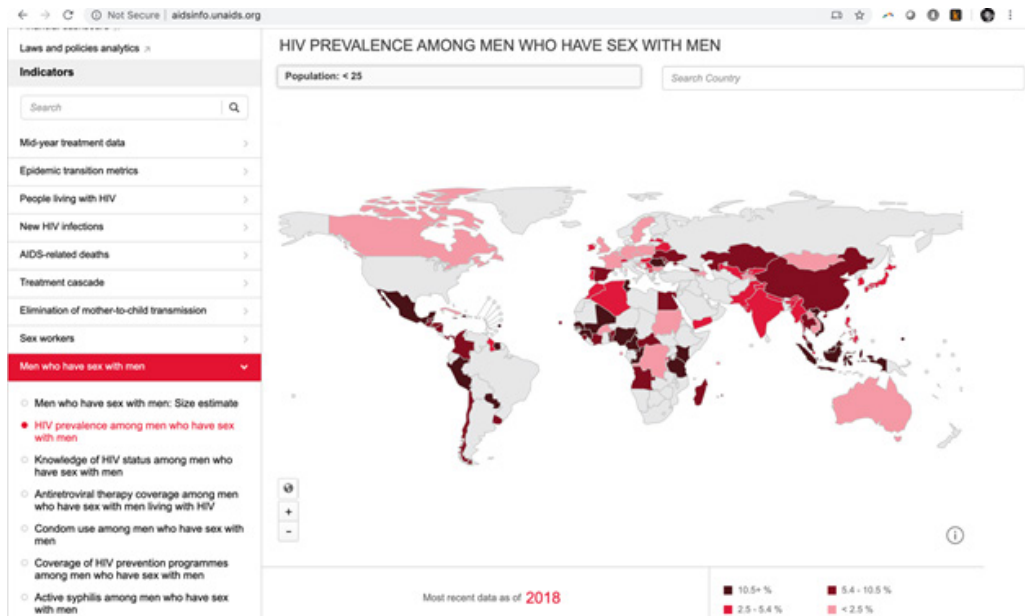 Not Secure | aidsinfo.unaids.org
Laws and policies analytics
Indicators
Search
Mid-year treatment data
Epidemic transition metrics
People living with HIV
New HIV infections
AIDS-related deaths
Treatment cascade
Elimination of mother-to-child transmission
Sex workers
Men who have sex with men
Men who have sex with men: Size estimate
HIV prevalence among men who have sex
with men
Knowledge of HIV status among men who
have sex with men
Antiretroviral therapy coverage among men
who have sex with men living with HIV
Condom use among men who have sex with
men
Coverage of HIV prevention programmes
among men who have sex with men
Active syphilis among men who have sex
with men
HIV PREVALENCE AMONG MEN WHO HAVE SEX WITH MEN
Population: < 25
Search Country
+
-
Most recent data as of 2018
10.5+ %
5.4 - 10.5 %
2.5 - 5.4 %
< 2.5 %